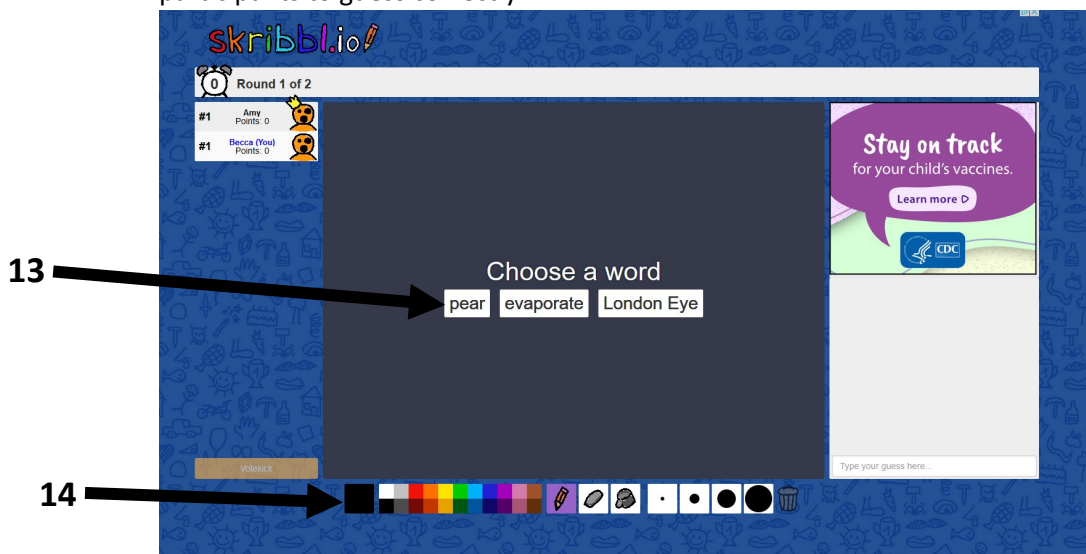 skribbl.io
0 Round 1 of 2
#1 Amy
Points: 0
#1 Becca (You)
Points: 0
Stay on track
for your child's vaccines.
Learn more
CDC
13
Choose a word
pear evaporate London Eye
Votekick
Type your guess here...
14